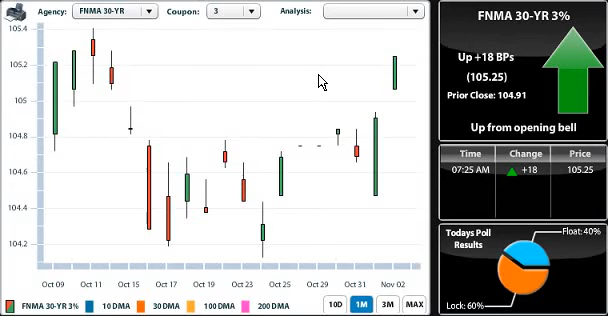 Agency: FNMA 30-YR Coupon: 3 Analysis:
105.4
105.2
105
104.8
104.6
104.4
104.2
Oct 09 Oct 11 Oct 15 Oct 17 Oct 19 Oct 23 Oct 25 Oct 29 Oct 31 Nov 02
FNMA 30-YR 3% 10 DMA 30 DMA 100 DMA 200 DMA
10D 1M 3M MAX
FNMA 30-YR 3%
Up +18 BPs
(105.25)
Prior Close: 104.91
Up from opening bell
Time Change Price
07:25 AM +18 105.25
Todays Poll
Results
Float: 40%
Lock: 60%